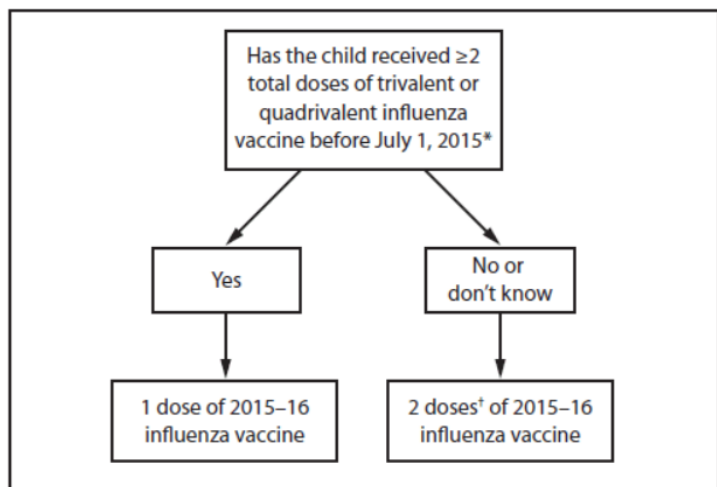 Has the child received ≥2
total doses of trivalent or
quadrivalent influenza
vaccine before July 1, 2015*
Yes
No or
don’t know
1 dose of 2015–16
influenza vaccine
2 doses† of 2015–16
influenza vaccine